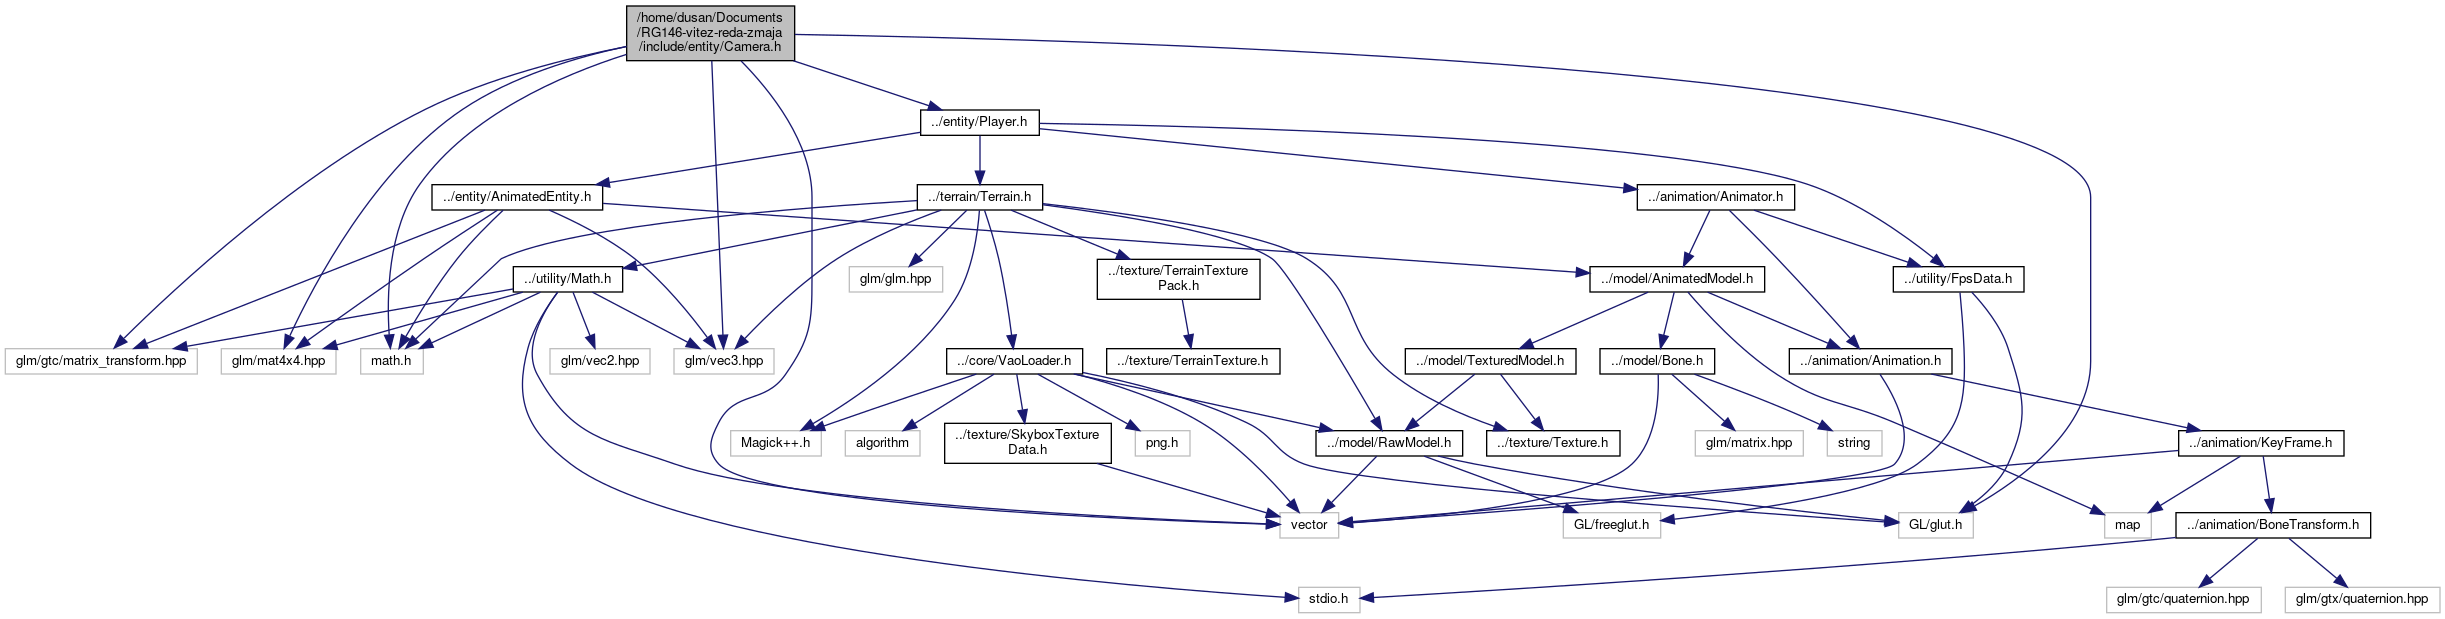 /home/dusan/Documents
/RG146-vitez-reda-zmaja
/include/entity/Camera.h
../entity/Player.h
../entity/AnimatedEntity.h
../terrain/Terrain.h
../animation/Animator.h
../utility/Math.h
glm/glm.hpp
../texture/TerrainTexture
Pack.h
../model/AnimatedModel.h
../utility/FpsData.h
glm/gtc/matrix_transform.hpp
glm/mat4x4.hpp
math.h
glm/vec2.hpp
glm/vec3.hpp
../core/VaoLoader.h
../texture/TerrainTexture.h
../model/TexturedModel.h
../model/Bone.h
../animation/Animation.h
Magick++.h
algorithm
../texture/SkyboxTexture
Data.h
png.h
../model/RawModel.h
../texture/Texture.h
glm/matrix.hpp
string
../animation/KeyFrame.h
vector
GL/freeglut.h
GL/glut.h
map
../animation/BoneTransform.h
stdio.h
glm/gtc/quaternion.hpp
glm/gtx/quaternion.hpp